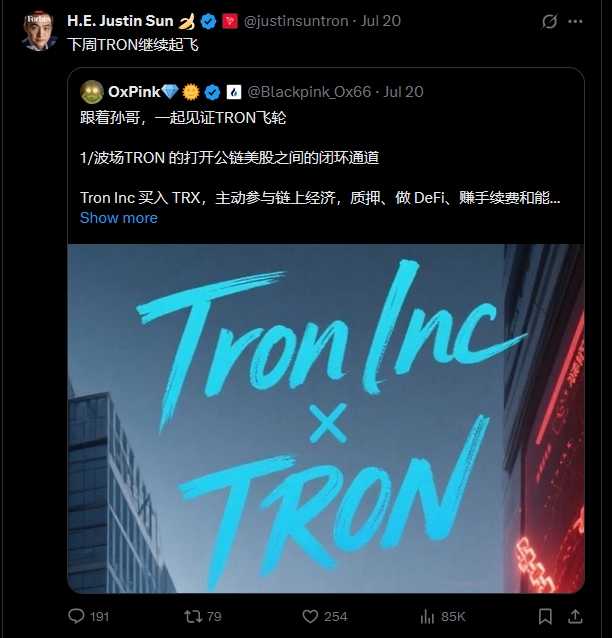 H.E. Justin Sun 🍌 @justinsuntron · Jul 20
下周TRON继续起飞
OxPink💎🌞 @Blackpink_Ox66 · Jul 20
跟着孙哥，一起见证TRON飞轮
1/波场TRON 的打开公链美股之间的闭环通道
Tron Inc 买入 TRX，主动参与链上经济，质押、做 DeFi、赚手续费和能...
Show more
Tron Inc
×
TRON
191 79 254 85K